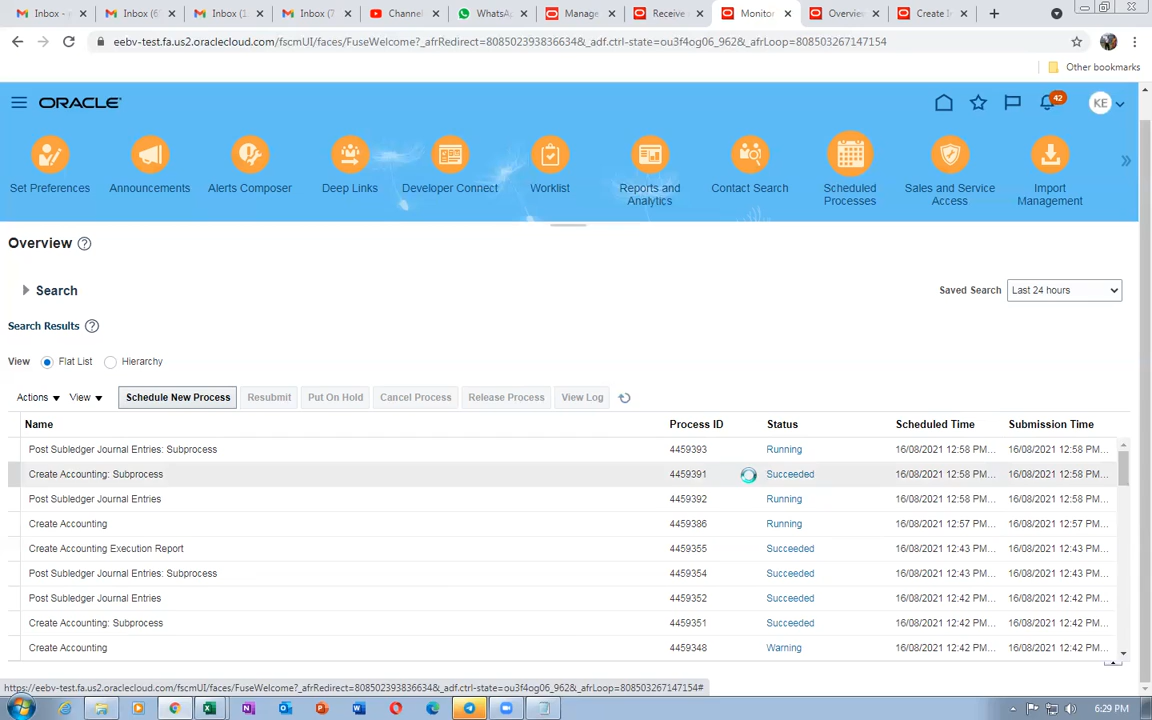 Inbox -
Inbox (6
Inbox (1
Inbox (7
Channel
WhatsA
Manage
Receive
Monitor
Overvie
Create I
eebv-test.fa.us2.oraclecloud.com/fscmUI/faces/FuseWelcome?_afrRedirect=808502393836634&_adf.ctrl-state=ou3f4og06_962&_afrLoop=808503267147154
Other bookmarks
ORACLE
42
KE
Set Preferences
Announcements
Alerts Composer
Deep Links
Developer Connect
Worklist
Reports and
Analytics
Contact Search
Scheduled
Processes
Sales and Service
Access
Import
Management
Overview
Search
Saved Search Last 24 hours
Search Results
View Flat List Hierarchy
Actions View Schedule New Process Resubmit Put On Hold Cancel Process Release Process View Log
Name Process ID Status Scheduled Time Submission Time
Post Subledger Journal Entries: Subprocess 4459393 Running 16/08/2021 12:58 PM... 16/08/2021 12:58 PM...
Create Accounting: Subprocess 4459391 Succeeded 16/08/2021 12:58 PM... 16/08/2021 12:58 PM...
Post Subledger Journal Entries 4459392 Running 16/08/2021 12:58 PM... 16/08/2021 12:58 PM...
Create Accounting 4459386 Running 16/08/2021 12:57 PM... 16/08/2021 12:57 PM...
Create Accounting Execution Report 4459355 Succeeded 16/08/2021 12:43 PM... 16/08/2021 12:43 PM...
Post Subledger Journal Entries: Subprocess 4459354 Succeeded 16/08/2021 12:43 PM... 16/08/2021 12:43 PM...
Post Subledger Journal Entries 4459352 Succeeded 16/08/2021 12:42 PM... 16/08/2021 12:42 PM...
Create Accounting: Subprocess 4459351 Succeeded 16/08/2021 12:42 PM... 16/08/2021 12:42 PM...
Create Accounting 4459348 Warning 16/08/2021 12:42 PM... 16/08/2021 12:42 PM...
https://eebv-test.fa.us2.oraclecloud.com/fscmUI/faces/FuseWelcome?_afrRedirect=808502393836634&_adf.ctrl-state=ou3f4og06_962&_afrLoop=808503267147154#
6:29 PM